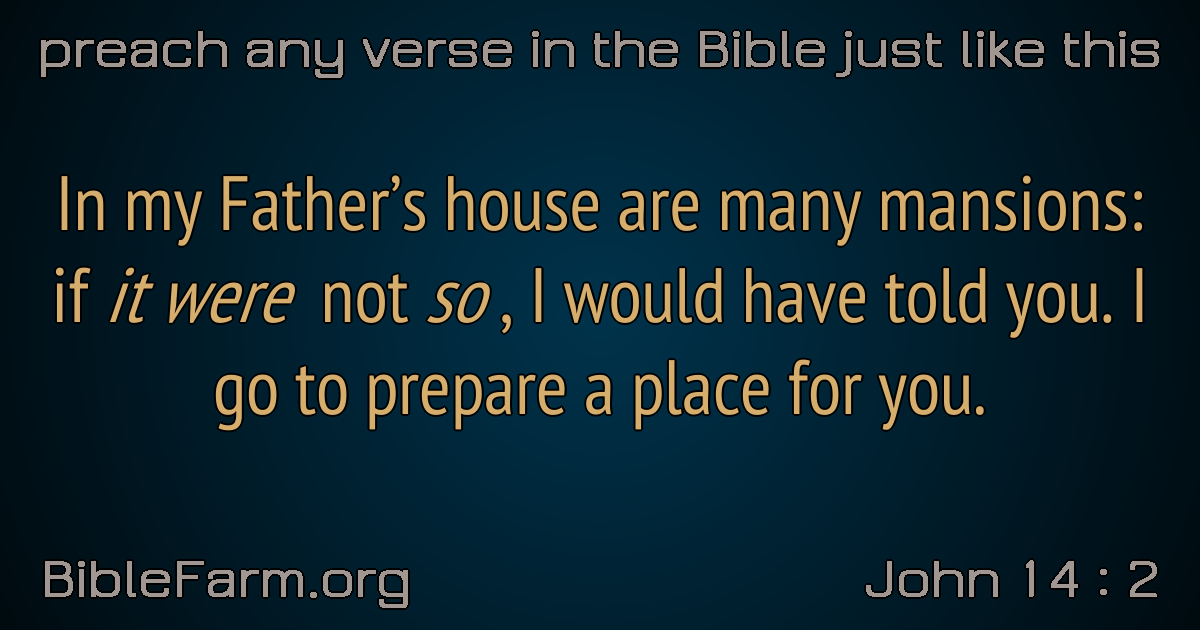 preach any verse in the Bible just like this
In my Father’s house are many mansions:
if it were not so , I would have told you. I
go to prepare a place for you.
BibleFarm.org
John 14 : 2